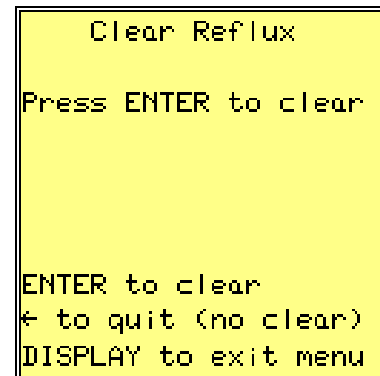 Clear Reflux
Press ENTER to clear
ENTER to clear
← to quit (no clear)
DISPLAY to exit menu